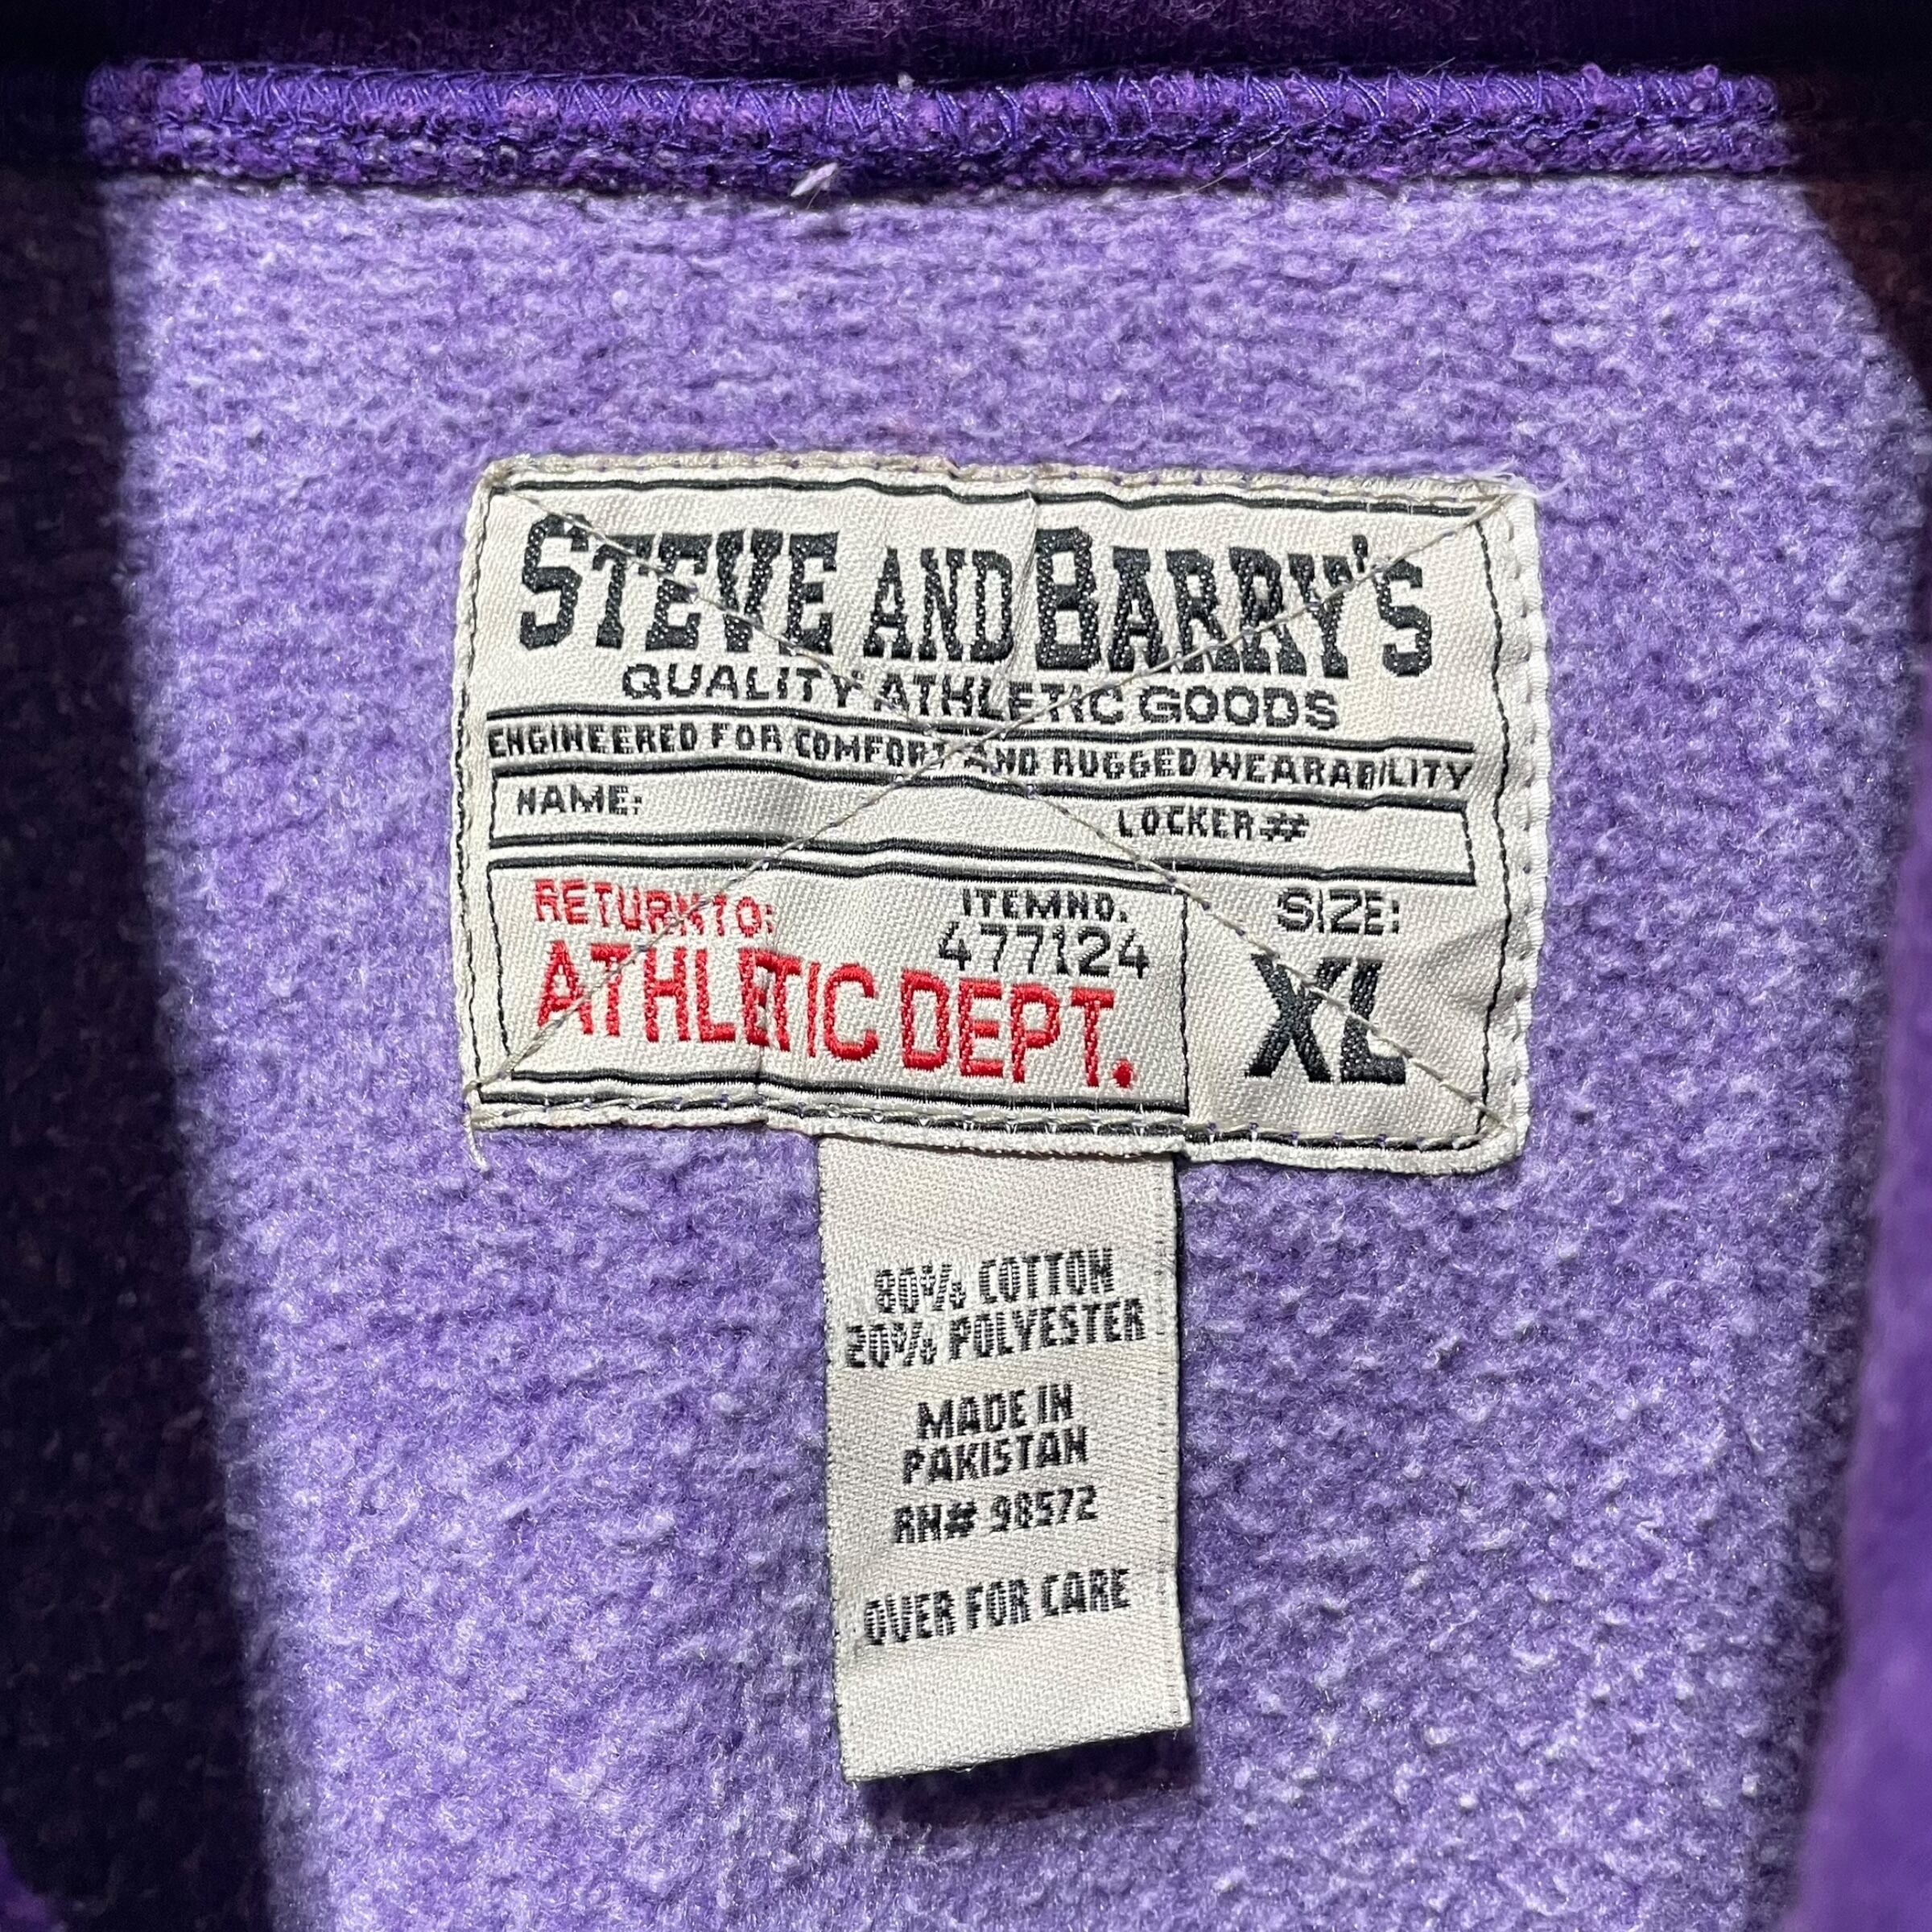 STEVE AND BARRY'S
QUALITY ATHLETIC GOODS
ENGINEERED FOR COMFORT AND RUGGED WEARABILITY
NAME: LOCKER#
RETURN TO: ITEM NO. SIZE:
477124
ATHLETIC DEPT. XL
80% COTTON
20% POLYESTER
MADE IN
PAKISTAN
RN# 98572
OVER FOR CARE